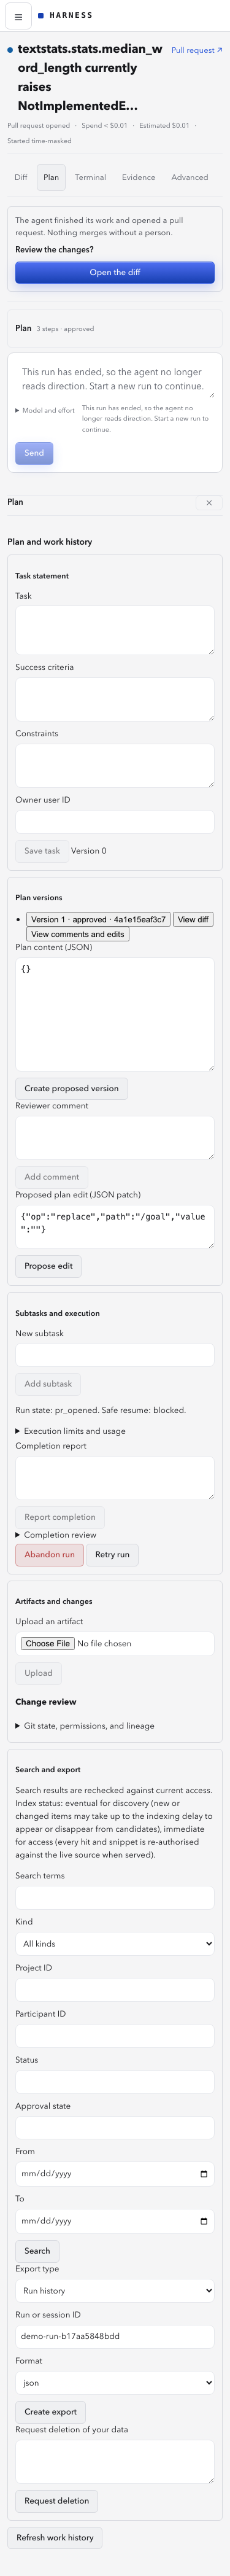 HARNESS
textstats.stats.median_w
ord_length currently
raises
NotImplementedE...
Pull request ↗
Pull request opened · Spend < $0.01 · Estimated $0.01 ·
Started time-masked
Diff Plan Terminal Evidence Advanced
The agent finished its work and opened a pull
request. Nothing merges without a person.
Review the changes?
Open the diff
Plan 3 steps · approved
This run has ended, so the agent no longer
reads direction. Start a new run to continue.
Model and effort
This run has ended, so the agent no
longer reads direction. Start a new run to
continue.
Send
Plan
Plan and work history
Task statement
Task
Success criteria
Constraints
Owner user ID
Save task Version 0
Plan versions
Version 1 · approved · 4a1e15eaf3c7 View diff
View comments and edits
Plan content (JSON)
{}
Create proposed version
Reviewer comment
Add comment
Proposed plan edit (JSON patch)
{"op":"replace","path":"/goal","value
":""}
Propose edit
Subtasks and execution
New subtask
Add subtask
Run state: pr_opened. Safe resume: blocked.
Execution limits and usage
Completion report
Report completion
Completion review
Abandon run Retry run
Artifacts and changes
Upload an artifact
Choose File No file chosen
Upload
Change review
Git state, permissions, and lineage
Search and export
Search results are rechecked against current access.
Index status: eventual for discovery (new or
changed items may take up to the indexing delay to
appear or disappear from candidates), immediate
for access (every hit and snippet is re-authorised
against the live source when served).
Search terms
Kind
All kinds
Project ID
Participant ID
Status
Approval state
From
mm/dd/yyyy
To
mm/dd/yyyy
Search
Export type
Run history
Run or session ID
demo-run-b17aa5848bdd
Format
json
Create export
Request deletion of your data
Request deletion
Refresh work history